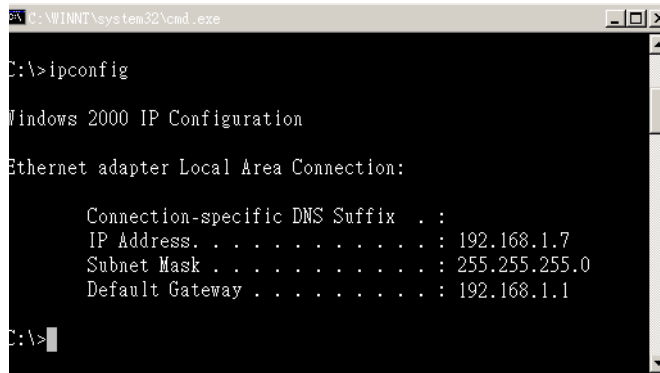 C:\WINNT\system32\cmd.exe
C:\>ipconfig
Windows 2000 IP Configuration
Ethernet adapter Local Area Connection:
Connection-specific DNS Suffix . :
IP Address. . . . . . . . . . . . : 192.168.1.7
Subnet Mask . . . . . . . . . . . : 255.255.255.0
Default Gateway . . . . . . . . . : 192.168.1.1
C:\>